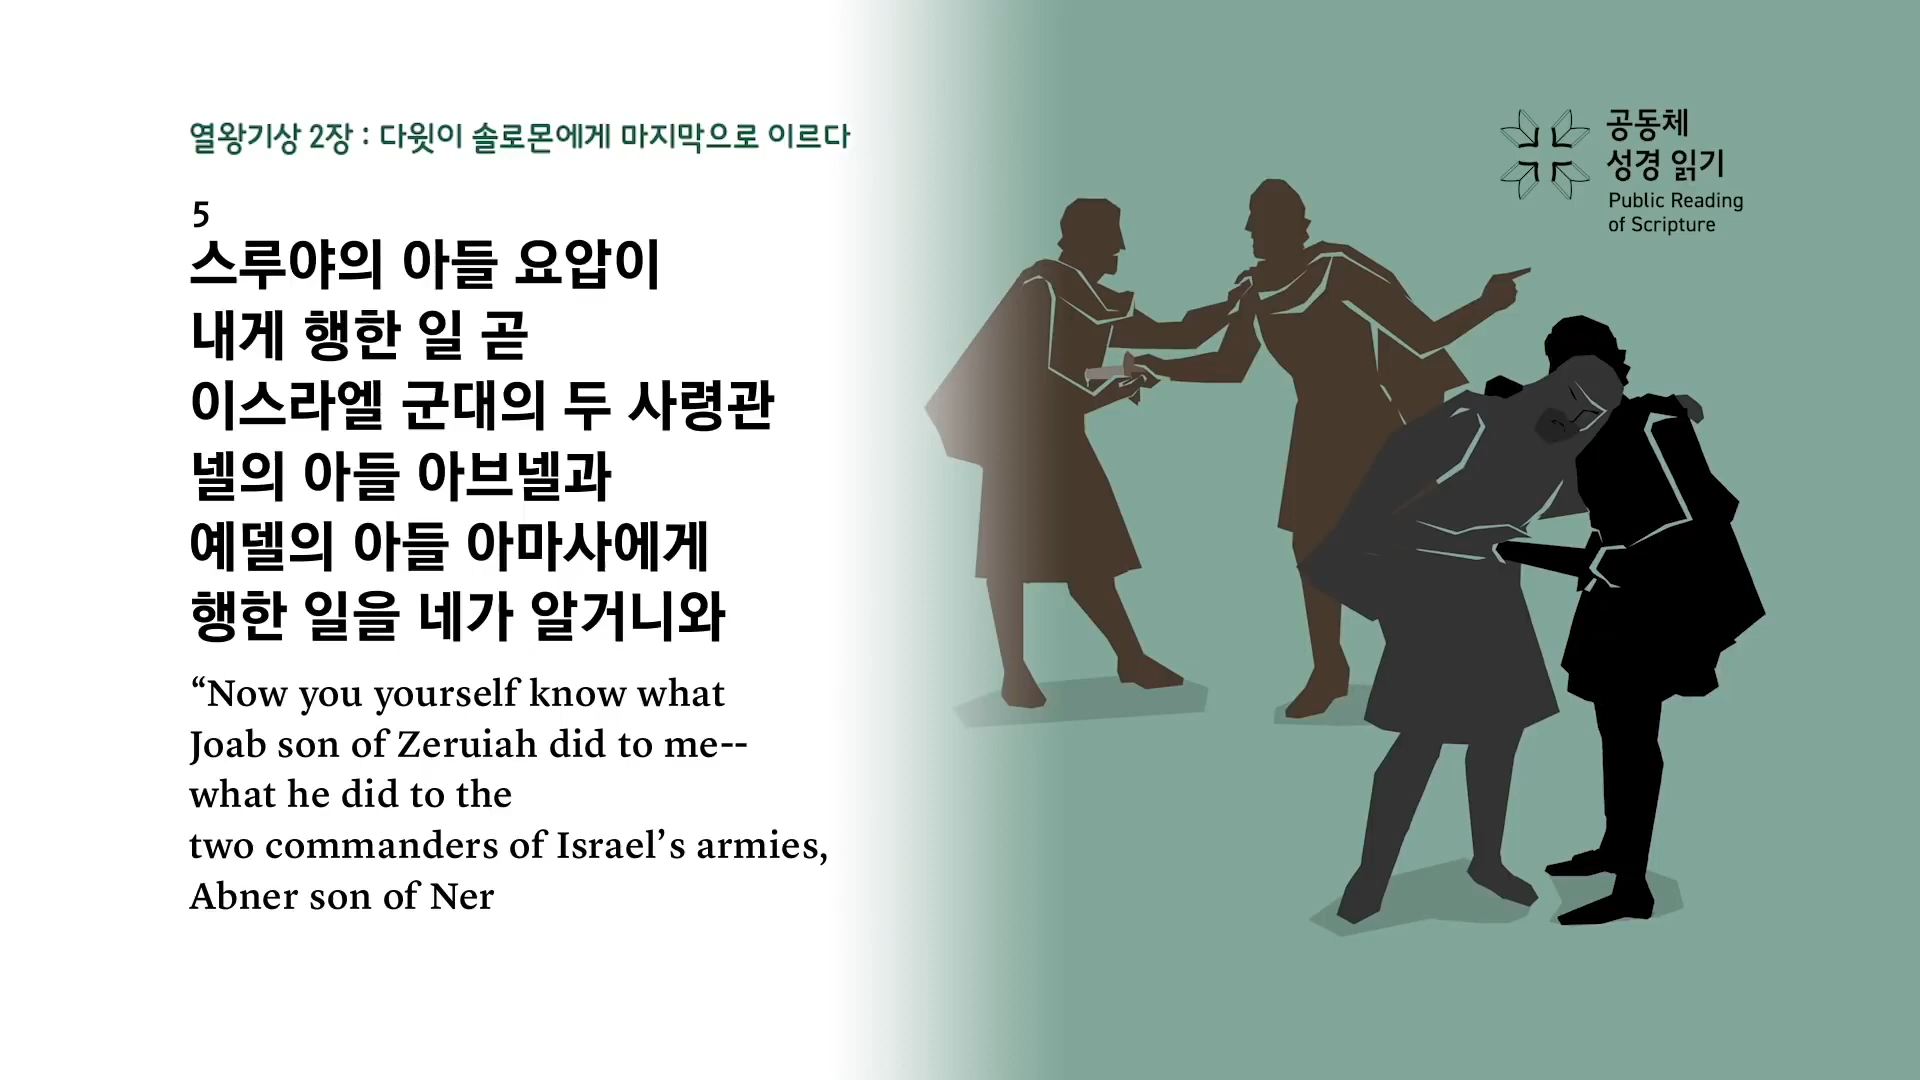 열왕기상 2장 : 다윗이 솔로몬에게 마지막으로 이르다
5
스루야의 아들 요압이
내게 행한 일 곧
이스라엘 군대의 두 사령관
넬의 아들 아브넬과
예델의 아들 아마사에게
행한 일을 네가 알거니와
“Now you yourself know what
Joab son of Zeruiah did to me--
what he did to the
two commanders of Israel’s armies,
Abner son of Ner
공동체
성경 읽기
Public Reading
of Scripture